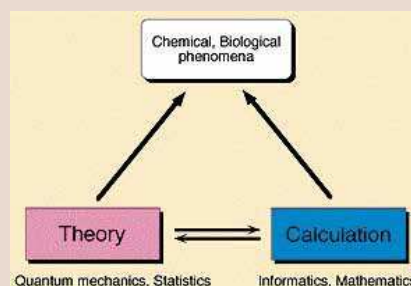 Chemical, Biological
phenomena
Theory
Calculation
Quantum mechanics, Statistics
Informatics, Mathematics